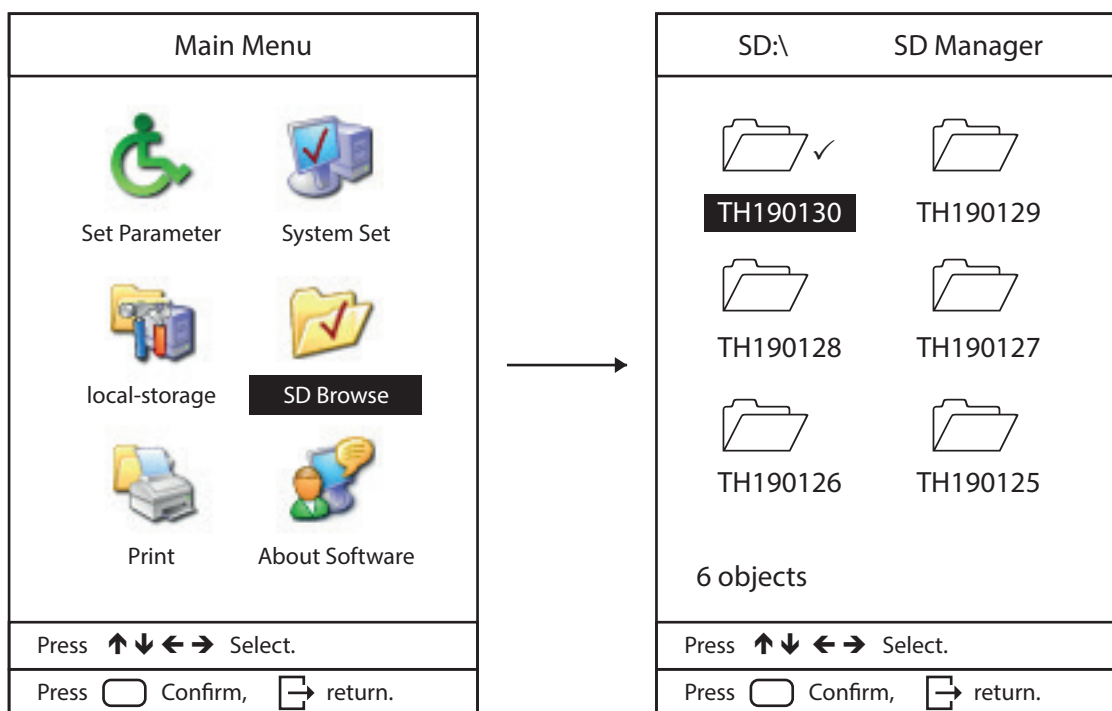 Main Menu
Set Parameter
System Set
local-storage
SD Browse
Print
About Software
Press ↑ ↓ ← → Select.
Press Confirm, return.
SD:\ SD Manager
✓
TH190130
TH190129
TH190128
TH190127
TH190126
TH190125
6 objects
Press ↑ ↓ ← → Select.
Press Confirm, return.